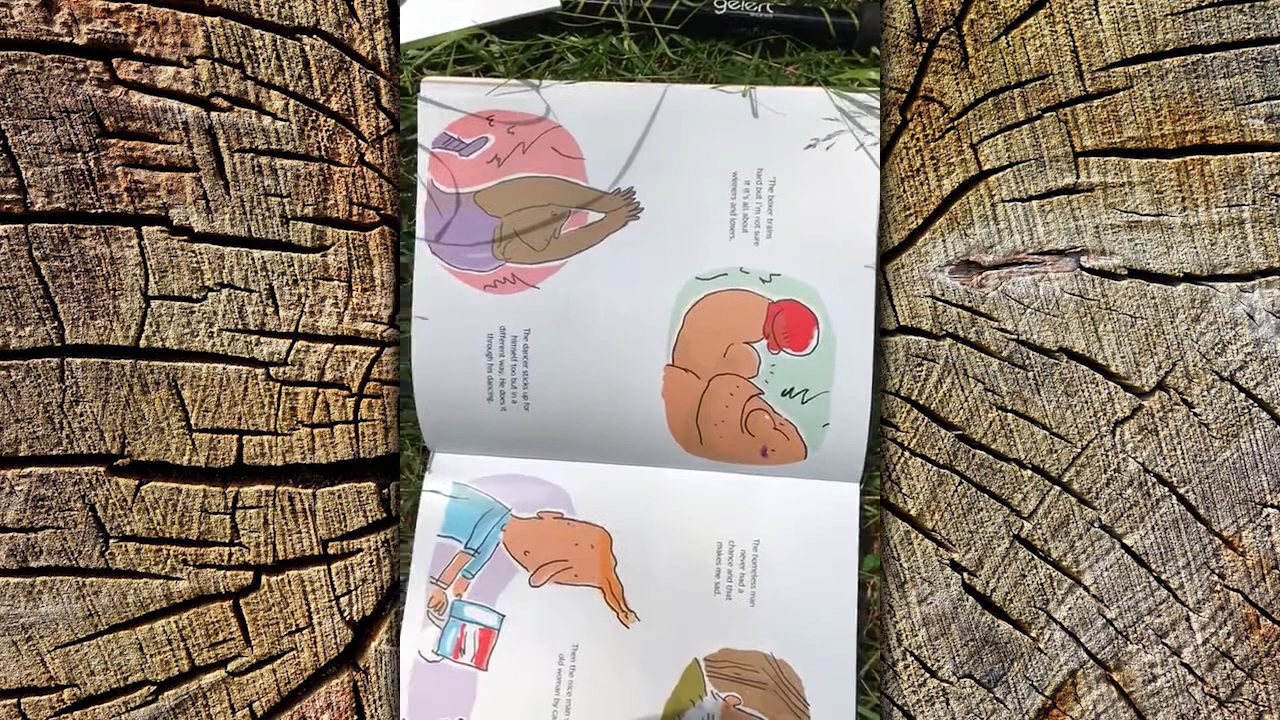 gelert
'The boxer trains
hard but I'm not sure
if it's all about
winners and losers.
The dancer sticks up for
himself too but in a
different way. He does it
through his dancing.
The homeless man
never had a
chance and that
makes me sad.
Then the nice man
old woman by